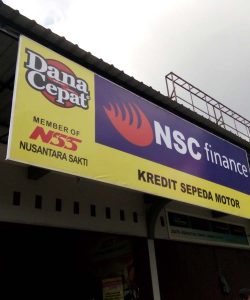 Dana
Cepat
MEMBER OF
NSS
NUSANTARA SAKTI
NSC finance
KREDIT SEPEDA MOTOR